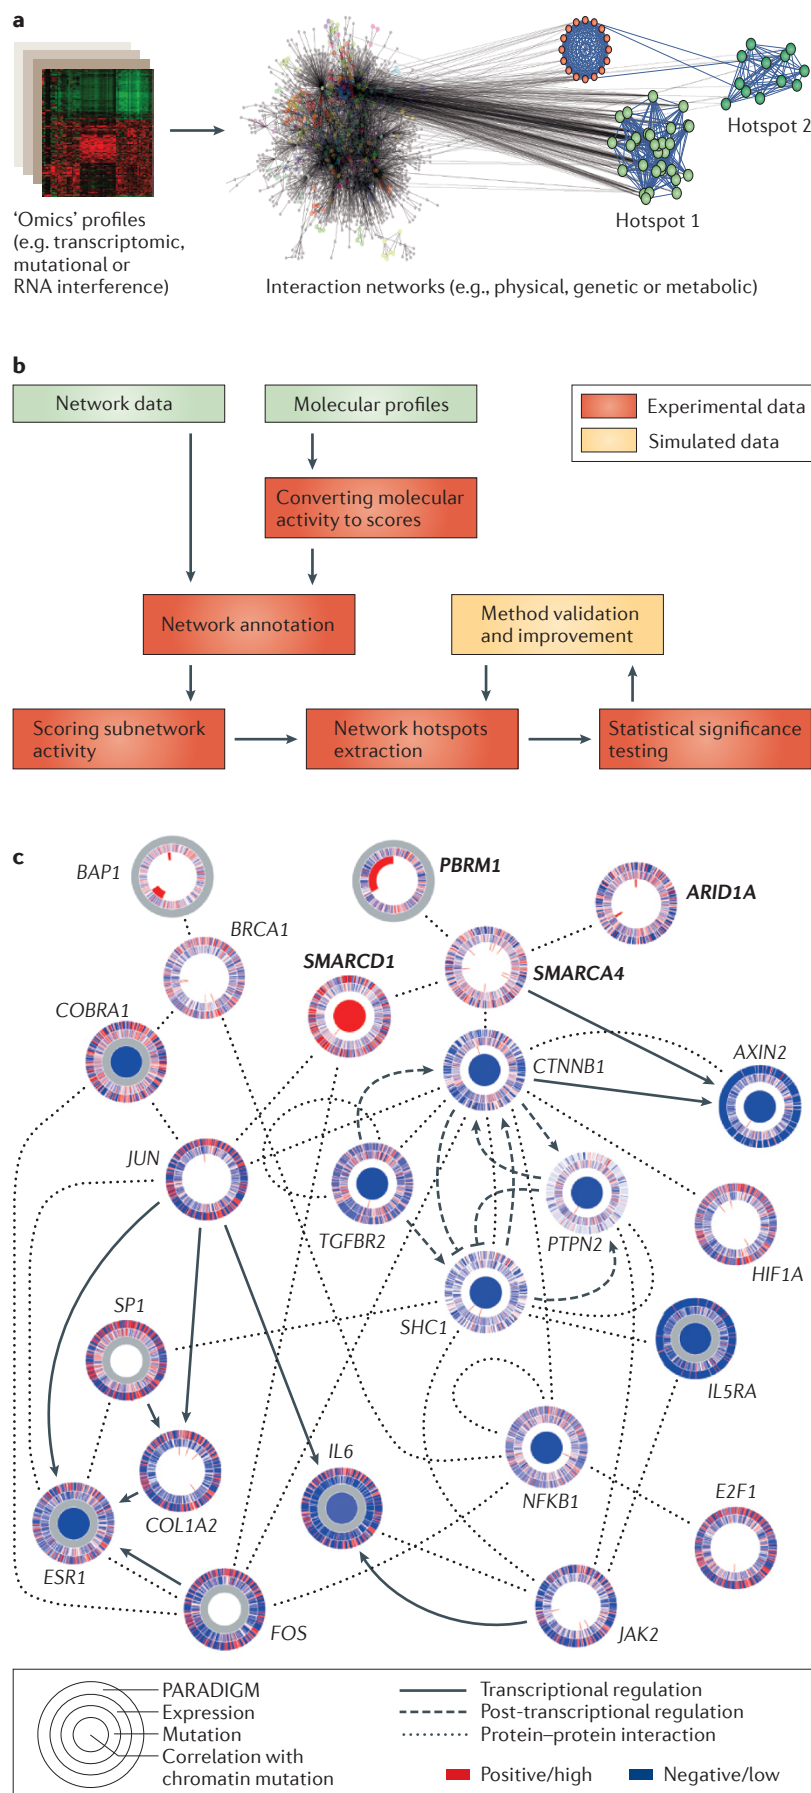 a
'Omics' profiles
(e.g. transcriptomic,
mutational or
RNA interference)
Hotspot 2
Hotspot 1
Interaction networks (e.g., physical, genetic or metabolic)
b
Network data
Molecular profiles
Experimental data
Simulated data
Converting molecular
activity to scores
Network annotation
Method validation
and improvement
Scoring subnetwork
activity
Network hotspots
extraction
Statistical significance
testing
c
BAP1
PBRM1
ARID1A
BRCA1
SMARCD1
SMARCA4
COBRA1
CTNNB1
AXIN2
JUN
TGFBR2
PTPN2
HIF1A
SP1
SHC1
IL5RA
IL6
COL1A2
NFKB1
E2F1
ESR1
FOS
JAK2
PARADIGM
Expression
Mutation
Correlation with
chromatin mutation
Transcriptional regulation
Post-transcriptional regulation
Protein–protein interaction
Positive/high
Negative/low